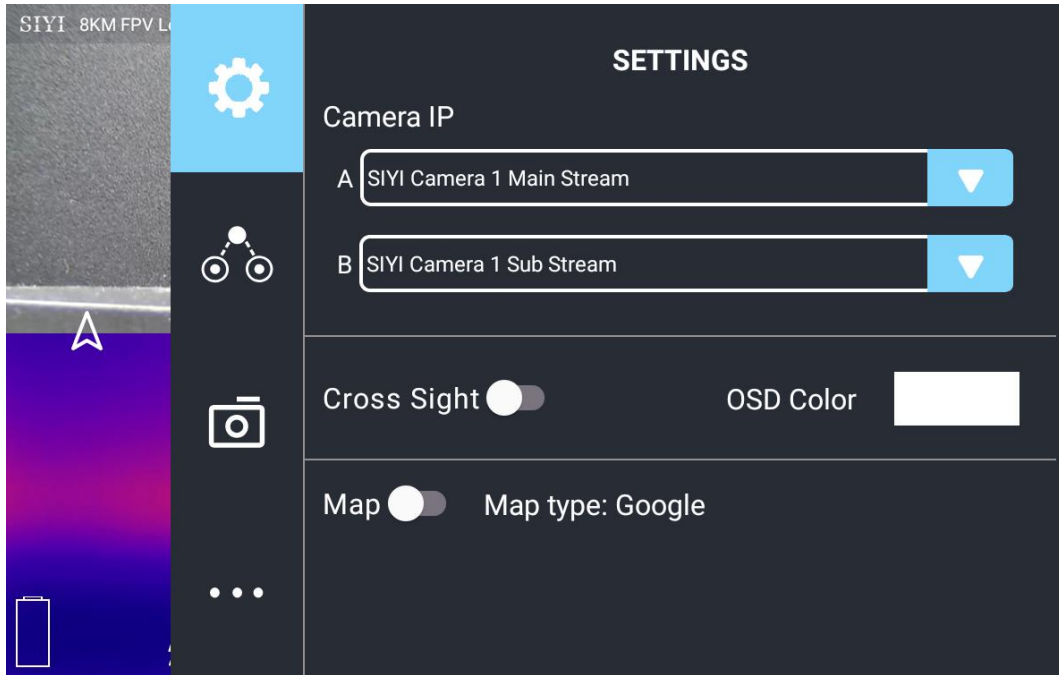 SIYI 8KM FPV
SETTINGS
Camera IP
A SIYI Camera 1 Main Stream
B SIYI Camera 1 Sub Stream
Cross Sight OSD Color
Map Map type: Google